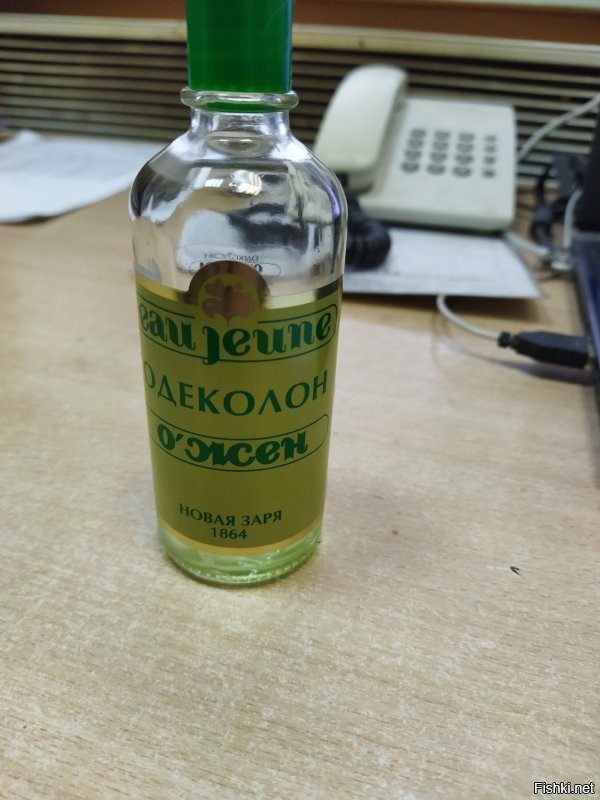 eau jeune
ОДЕКОЛОН
о'жен
НОВАЯ ЗАРЯ
1864
Fishki.net